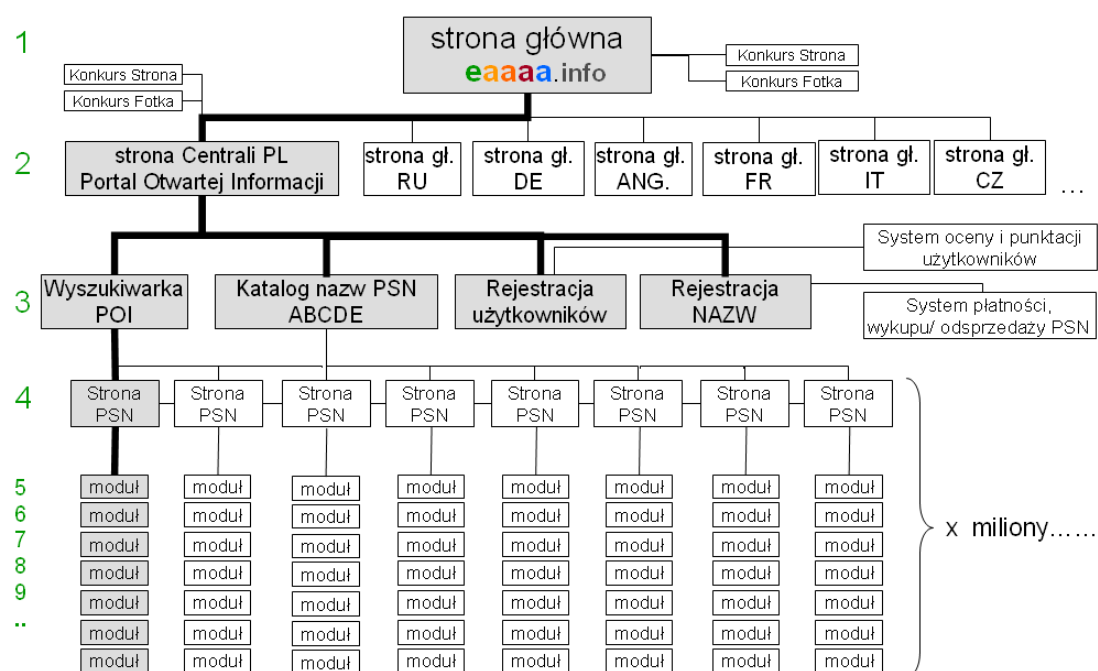 1
strona główna
eaaaa.info
Konkurs Strona
Konkurs Fotka
Konkurs Strona
Konkurs Fotka
2
strona Centrali PL
Portal Otwartej Informacji
strona gł.
RU
strona gł.
DE
strona gł.
ANG.
strona gł.
FR
strona gł.
IT
strona gł.
CZ
...
System oceny i punktacji
użytkowników
3
Wyszukiwarka
POI
Katalog nazw PSN
ABCDE
Rejestracja
użytkowników
Rejestracja
NAZW
System płatności,
wykupu/ odsprzedaży PSN
4
Strona
PSN
Strona
PSN
Strona
PSN
Strona
PSN
Strona
PSN
Strona
PSN
Strona
PSN
Strona
PSN
5
moduł moduł moduł moduł moduł moduł moduł moduł
6
moduł moduł moduł moduł moduł moduł moduł moduł
7
moduł moduł moduł moduł moduł moduł moduł moduł
x miliony......
8
moduł moduł moduł moduł moduł moduł moduł moduł
9
moduł moduł moduł moduł moduł moduł moduł moduł
..
moduł moduł moduł moduł moduł moduł moduł moduł
moduł moduł moduł moduł moduł moduł moduł moduł